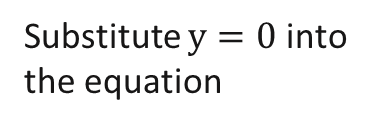 Substitute y = 0 into
the equation